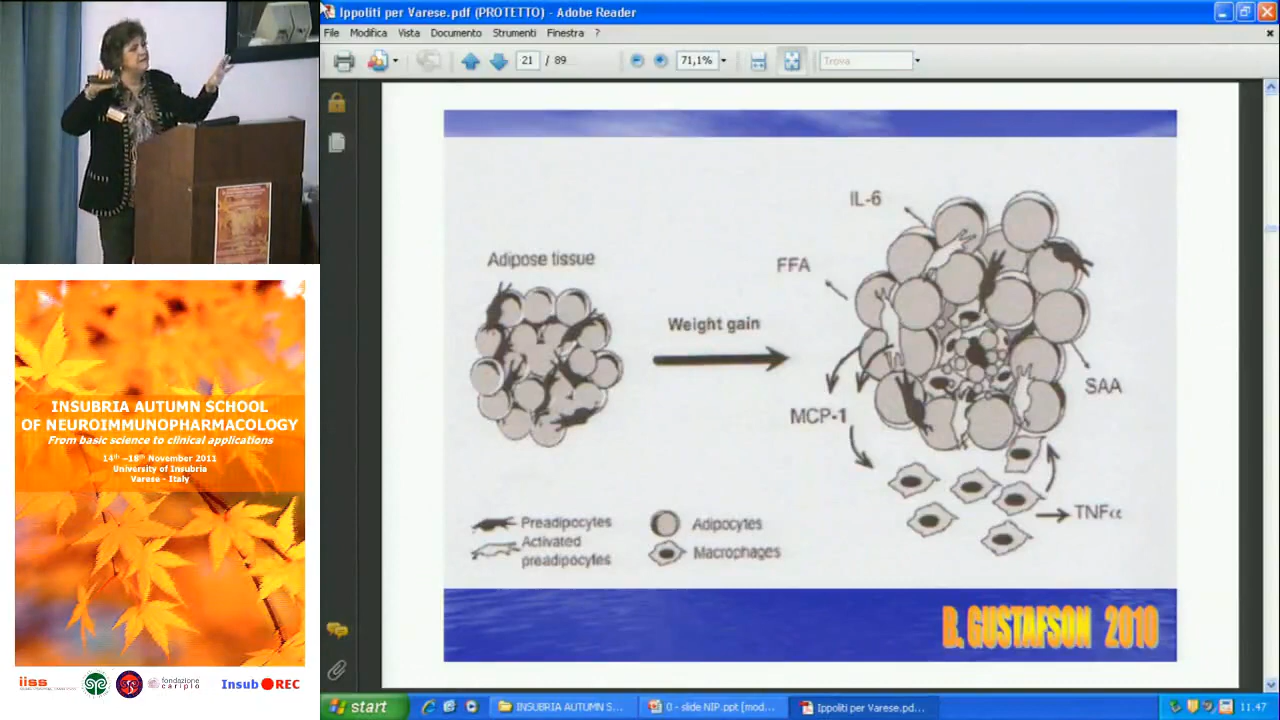 Ippoliti per Varese.pdf (PROTETTO) - Adobe Reader
File Modifica Vista Documento Strumenti Finestra ?
21 / 89
71,1%
Trova
Adipose tissue
Weight gain
IL-6
FFA
MCP-1
SAA
TNFα
Preadipocytes
Activated
preadipocytes
Adipocytes
Macrophages
B. GUSTAFSON 2010
INSUBRIA AUTUMN SCHOOL
OF NEUROIMMUNOPHARMACOLOGY
From basic science to clinical applications
14th –18th November 2011
University of Insubria
Varese - Italy
iiss
fondazione
cariplo
Insub REC
start
INSUBRIA AUTUMN S...
0 - slide NIP.ppt [mod...
Ippoliti per Varese.pd...
11.47